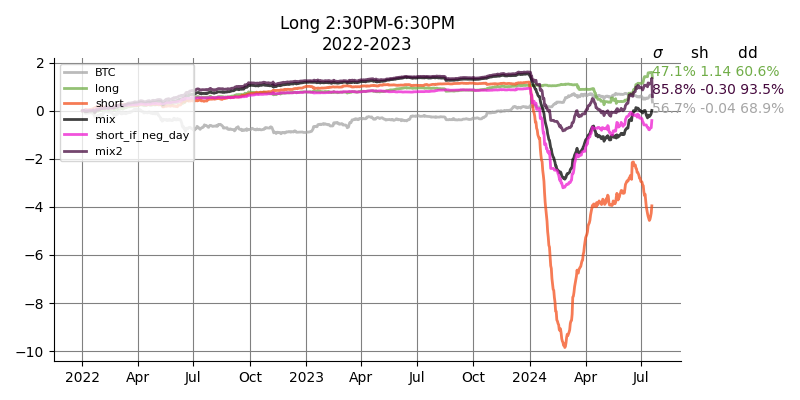 Long 2:30PM-6:30PM
2022-2023
σ sh dd
47.1% 1.14 60.6%
85.8% -0.30 93.5%
56.7% -0.04 68.9%
BTC
long
short
mix
short_if_neg_day
mix2
2
0
−2
−4
−6
−8
−10
2022 Apr Jul Oct 2023 Apr Jul Oct 2024 Apr Jul